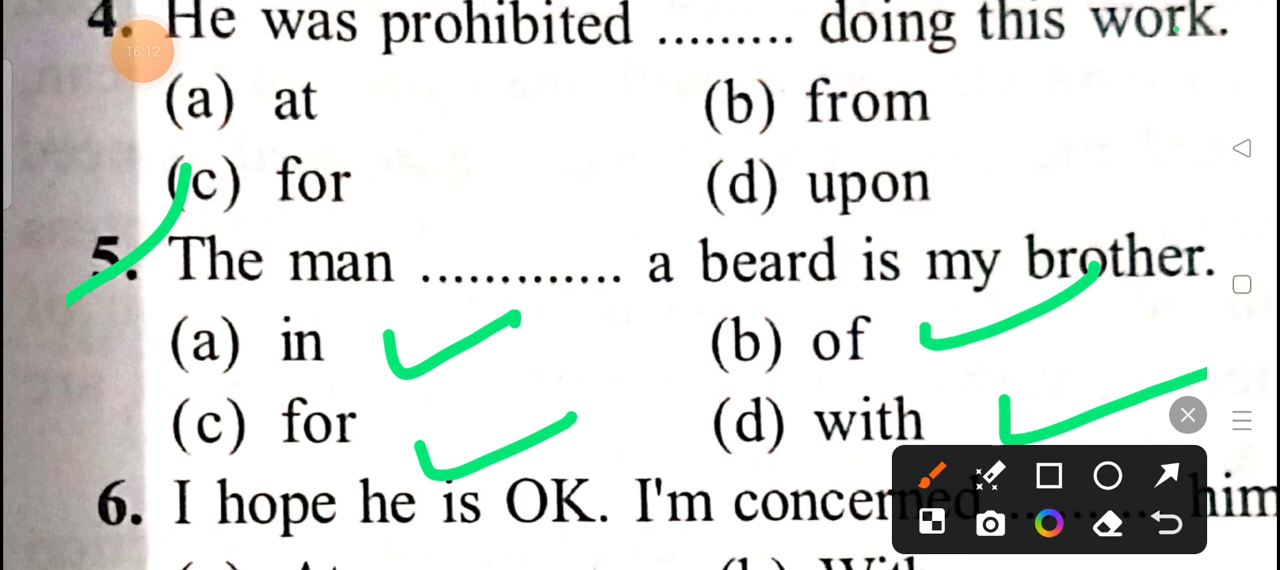 4. He was prohibited ......... doing this work.
16:12
(a) at (b) from
(c) for (d) upon
5. The man ............. a beard is my brother.
(a) in (b) of
(c) for (d) with
6. I hope he is OK. I'm concerned ......... him